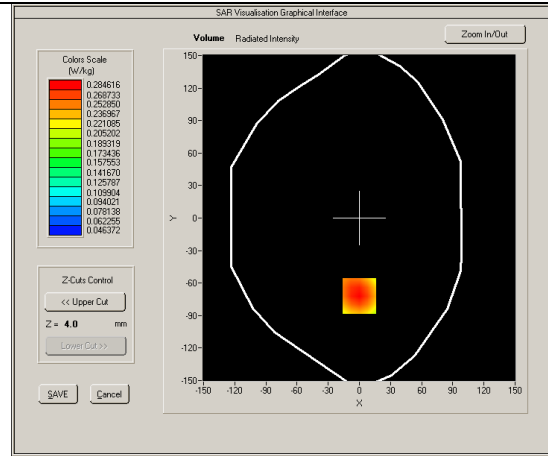 SAR Visualisation Graphical Interface
Volume Radiated Intensity
Zoom In/Out
Colors Scale
(W/kg)
0.284616
0.268733
0.252850
0.236967
0.221085
0.205202
0.189319
0.173436
0.157553
0.141670
0.125787
0.109904
0.094021
0.078138
0.062255
0.046372
Z-Cuts Control
<< Upper Cut
Z = 4.0 mm
Lower Cut >>
SAVE Cancel
150
120
90
60
30
0
-30
-60
-90
-120
-150
Y
-150 -120 -90 -60 -30 0 30 60 90 120 150
X